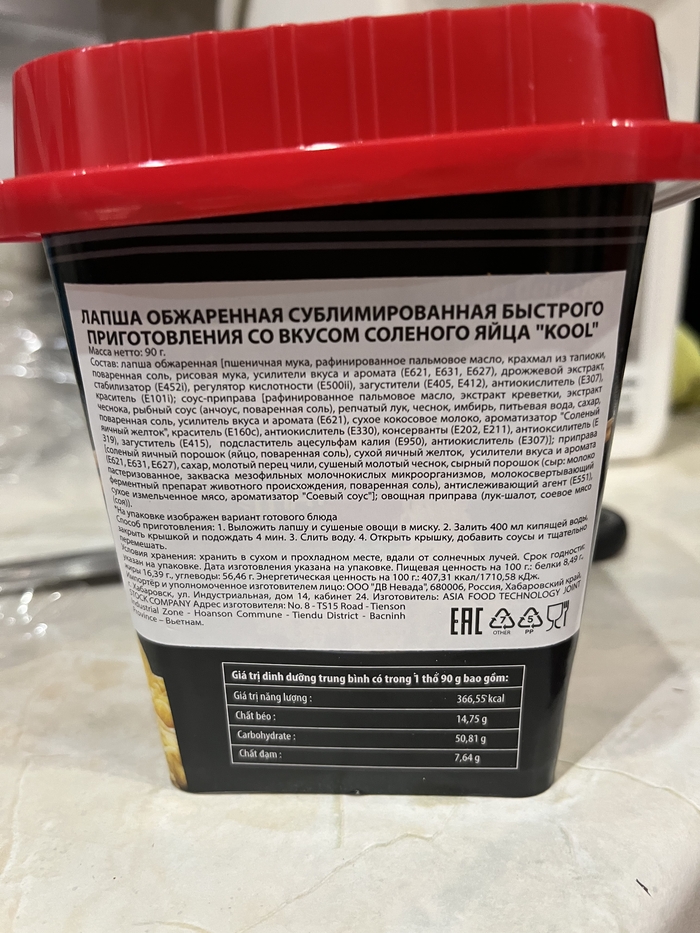 ЛАПША ОБЖАРЕННАЯ СУБЛИМИРОВАННАЯ БЫСТРОГО
ПРИГОТОВЛЕНИЯ СО ВКУСОМ СОЛЕНОГО ЯЙЦА "KOOL"
Масса нетто: 90 г.
Состав: лапша обжаренная [пшеничная мука, рафинированное пальмовое масло, крахмал из тапиоки,
поваренная соль, рисовая мука, усилители вкуса и аромата (E621, E631, E627), дрожжевой экстракт,
стабилизатор (E452i), регулятор кислотности (E500ii), загустители (E405, E412), антиокислитель (E307),
краситель (E101i); соус-приправа [рафинированное пальмовое масло, экстракт креветки, экстракт
чеснока, рыбный соус (анчоус, поваренная соль), репчатый лук, чеснок, имбирь, питьевая вода, сахар,
поваренная соль, усилитель вкуса и аромата (E621), сухое кокосовое молоко, ароматизатор "Соленый
яичный желток", краситель (E160c), антиокислители (E330), консерванты (E202, E211), антиоксилитель (E
319), загуститель (E415), подсластитель ацесульфам калия (E950), антиокислитель (E307)]; приправа
[соленый яичный порошок (яйцо, поваренная соль), сухой яичный желток, усилители вкуса и аромата
(E621, E631, E627), сахар, молотый перец чили, сушеный молотый чеснок, сырный порошок (сыр: молоко
пастеризованное, закваска мезофильных молочнокислых микроорганизмов, молокосвертывающий
ферментный препарат животного происхождения, поваренная соль), антислеживающий агент (E551),
сухое измельченное мясо, ароматизатор "Соевый соус"]; овощная приправа (лук-шалот, соевое мясо
(соя)).
*На упаковке изображен вариант готового блюда
Способ приготовления: 1. Выложить лапшу и сушеные овощи в миску. 2. Залить 400 мл кипящей воды,
закрыть крышкой и подождать 4 мин. 3. Слить воду. 4. Открыть крышку, добавить соусы и тщательно
перемешать.
Условия хранения: хранить в сухом и прохладном месте, вдали от солнечных лучей. Срок годности:
указан на упаковке. Дата изготовления указана на упаковке. Пищевая ценность на 100 г.: белки 8,49 г.,
жиры 16,39 г., углеводы: 56,46 г. Энергетическая ценность на 100 г.: 407,31 ккал/1710,58 кДж.
Импортёр и уполномоченное изготовителем лицо: ООО "ДВ Невада", 680006, Россия, Хабаровский край,
г. Хабаровск, ул. Индустриальная, дом 14, кабинет 24. Изготовитель: ASIA FOOD TECHNOLOGY JOINT
STOCK COMPANY Адрес изготовителя: No. 8 - TS15 Road - Tienson
Industrial Zone - Hoanson Commune - Tiendu District - Bacninh
Province – Вьетнам.
EAC
7
OTHER
5
PP
Giá trị dinh dưỡng trung bình có trong 1 thố 90 g bao gồm:
Giá trị năng lượng : 366,55 kcal
Chất béo : 14,75 g
Carbohydrate : 50,81 g
Chất đạm : 7,64 g